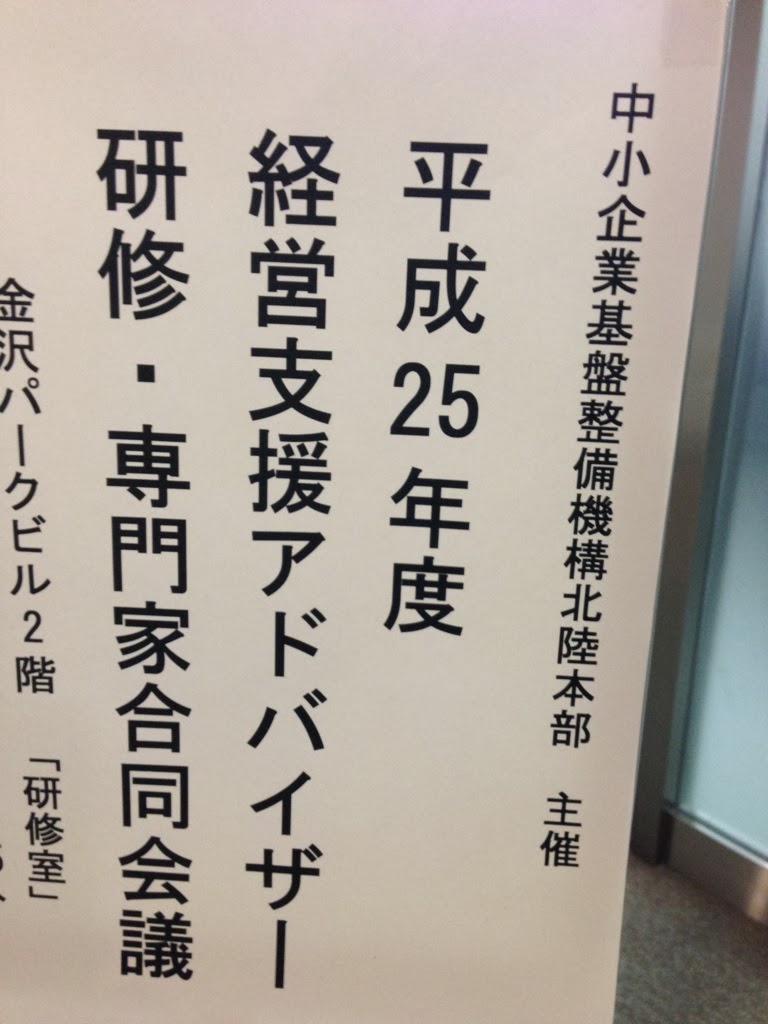 中小企業基盤整備機構北陸本部 主催
平成25年度
経営支援アドバイザー
研修・専門家合同会議
金沢パークビル2階 「研修室」